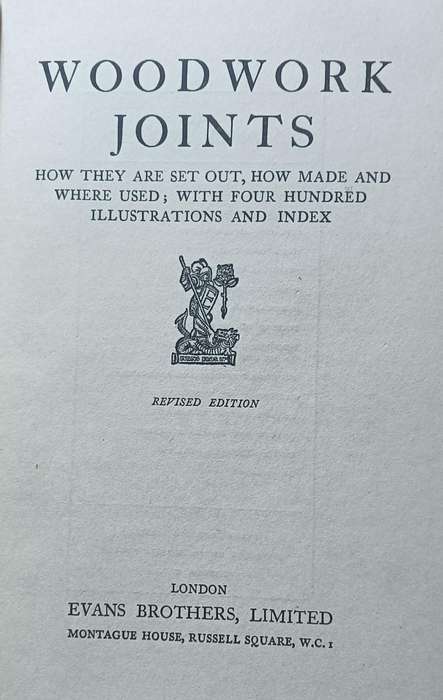 WOODWORK
JOINTS
HOW THEY ARE SET OUT, HOW MADE AND
WHERE USED; WITH FOUR HUNDRED
ILLUSTRATIONS AND INDEX
REVISED EDITION
LONDON
EVANS BROTHERS, LIMITED
MONTAGUE HOUSE, RUSSELL SQUARE, W.C. 1